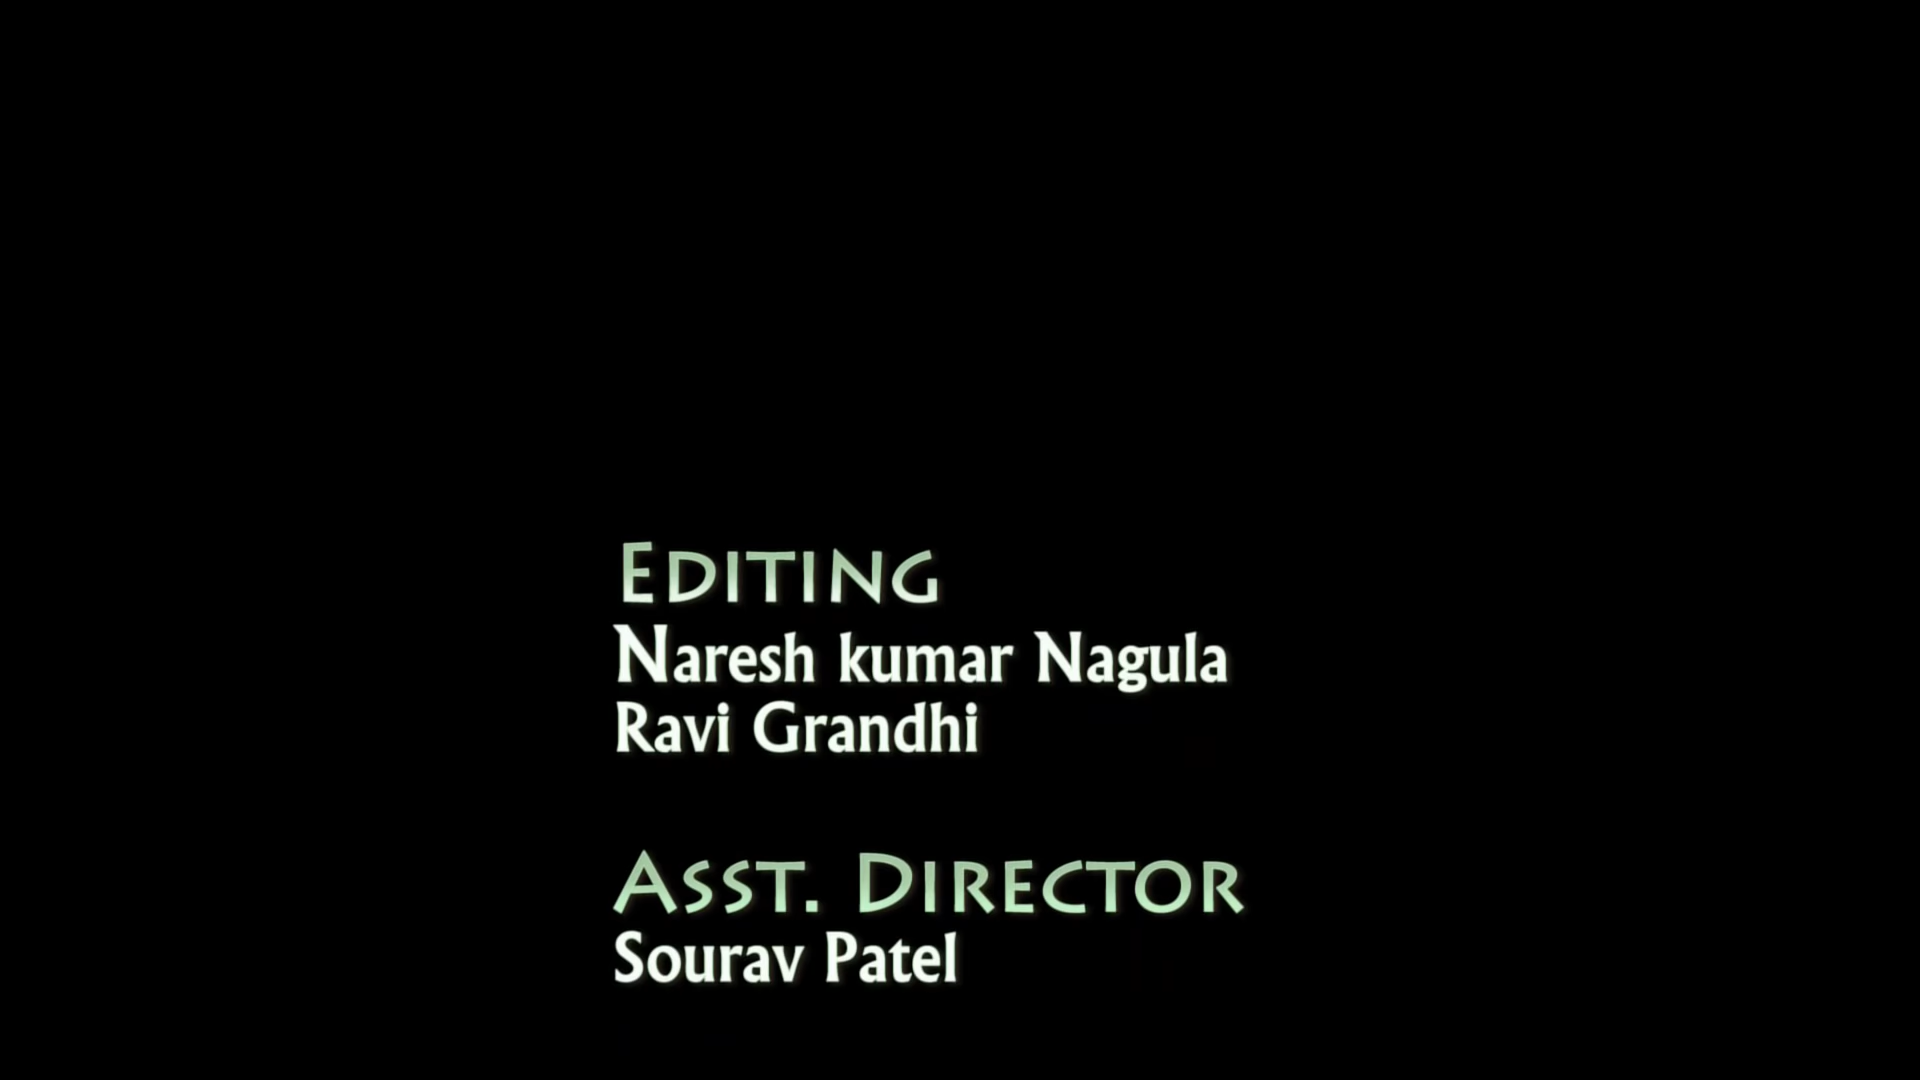 Editing
Naresh kumar Nagula
Ravi Grandhi
Asst. Director
Sourav Patel